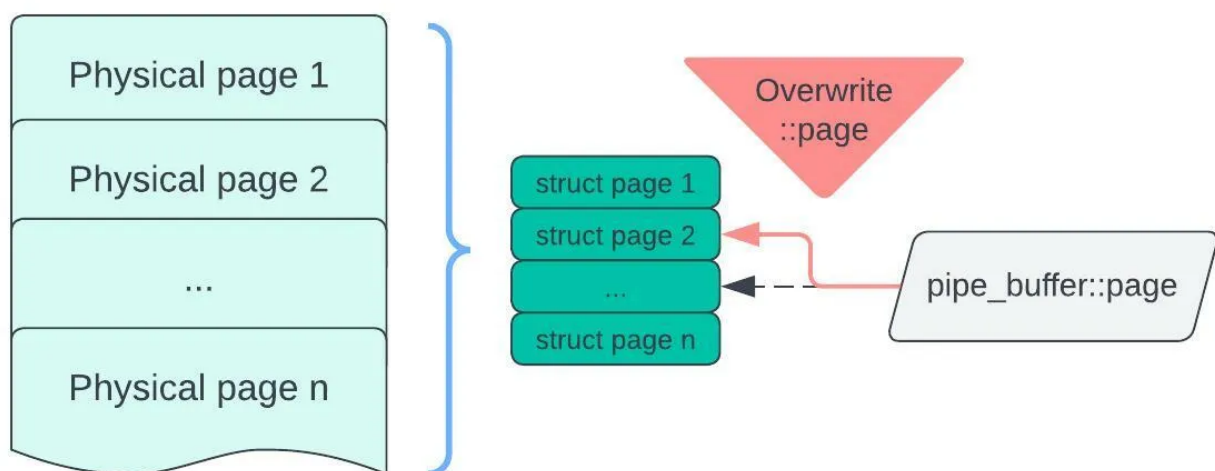 Physical page 1
Physical page 2
...
Physical page n
struct page 1
struct page 2
...
struct page n
Overwrite
::page
pipe_buffer::page